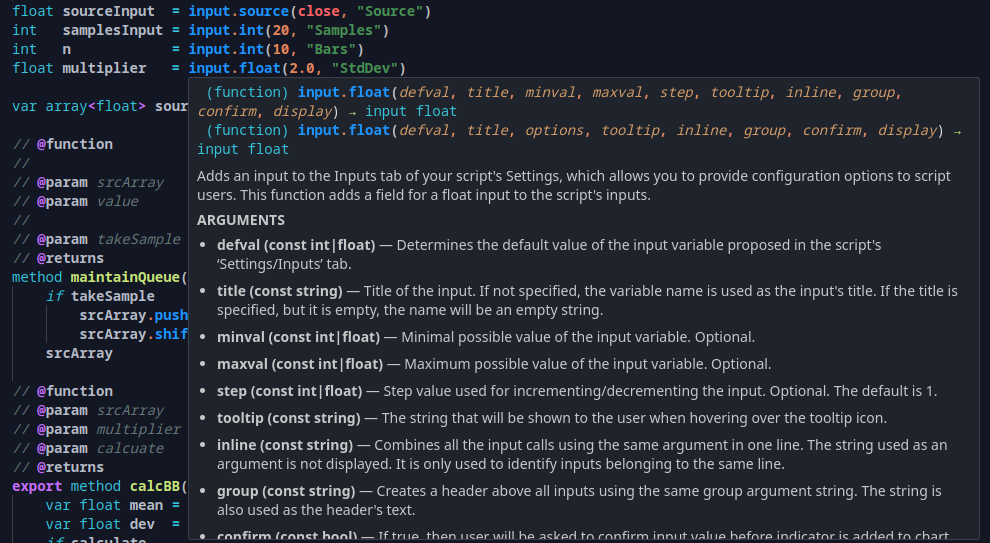 float sourceInput = input.source(close, "Source")
int samplesInput = input.int(20, "Samples")
int n = input.int(10, "Bars")
float multiplier = input.float(2.0, "StdDev")
(function) input.float(defval, title, minval, maxval, step, tooltip, inline, group,
var array<float> sour
confirm, display) → input float
(function) input.float(defval, title, options, tooltip, inline, group, confirm, display) →
// @function
input float
//
Adds an input to the Inputs tab of your script's Settings, which allows you to provide configuration options to script
// @param srcArray
users. This function adds a field for a float input to the script's inputs.
// @param value
ARGUMENTS
//
// @param takeSample
• defval (const int|float) — Determines the default value of the input variable proposed in the script's
// @returns
‘Settings/Inputs’ tab.
method maintainQueue(
• title (const string) — Title of the input. If not specified, the variable name is used as the input's title. If the title is
if takeSample
specified, but it is empty, the name will be an empty string.
srcArray.push
srcArray.shif
• minval (const int|float) — Minimal possible value of the input variable. Optional.
srcArray
• maxval (const int|float) — Maximum possible value of the input variable. Optional.
// @function
• step (const int|float) — Step value used for incrementing/decrementing the input. Optional. The default is 1.
// @param srcArray
• tooltip (const string) — The string that will be shown to the user when hovering over the tooltip icon.
// @param multiplier
• inline (const string) — Combines all the input calls using the same argument in one line. The string used as an
// @param calcuate
argument is not displayed. It is only used to identify inputs belonging to the same line.
// @returns
export method calcBB(
• group (const string) — Creates a header above all inputs using the same group argument string. The string is
var float mean =
also used as the header's text.
var float dev =
• confirm (const bool) — If true, then user will be asked to confirm input value before indicator is added to chart.
if calculate